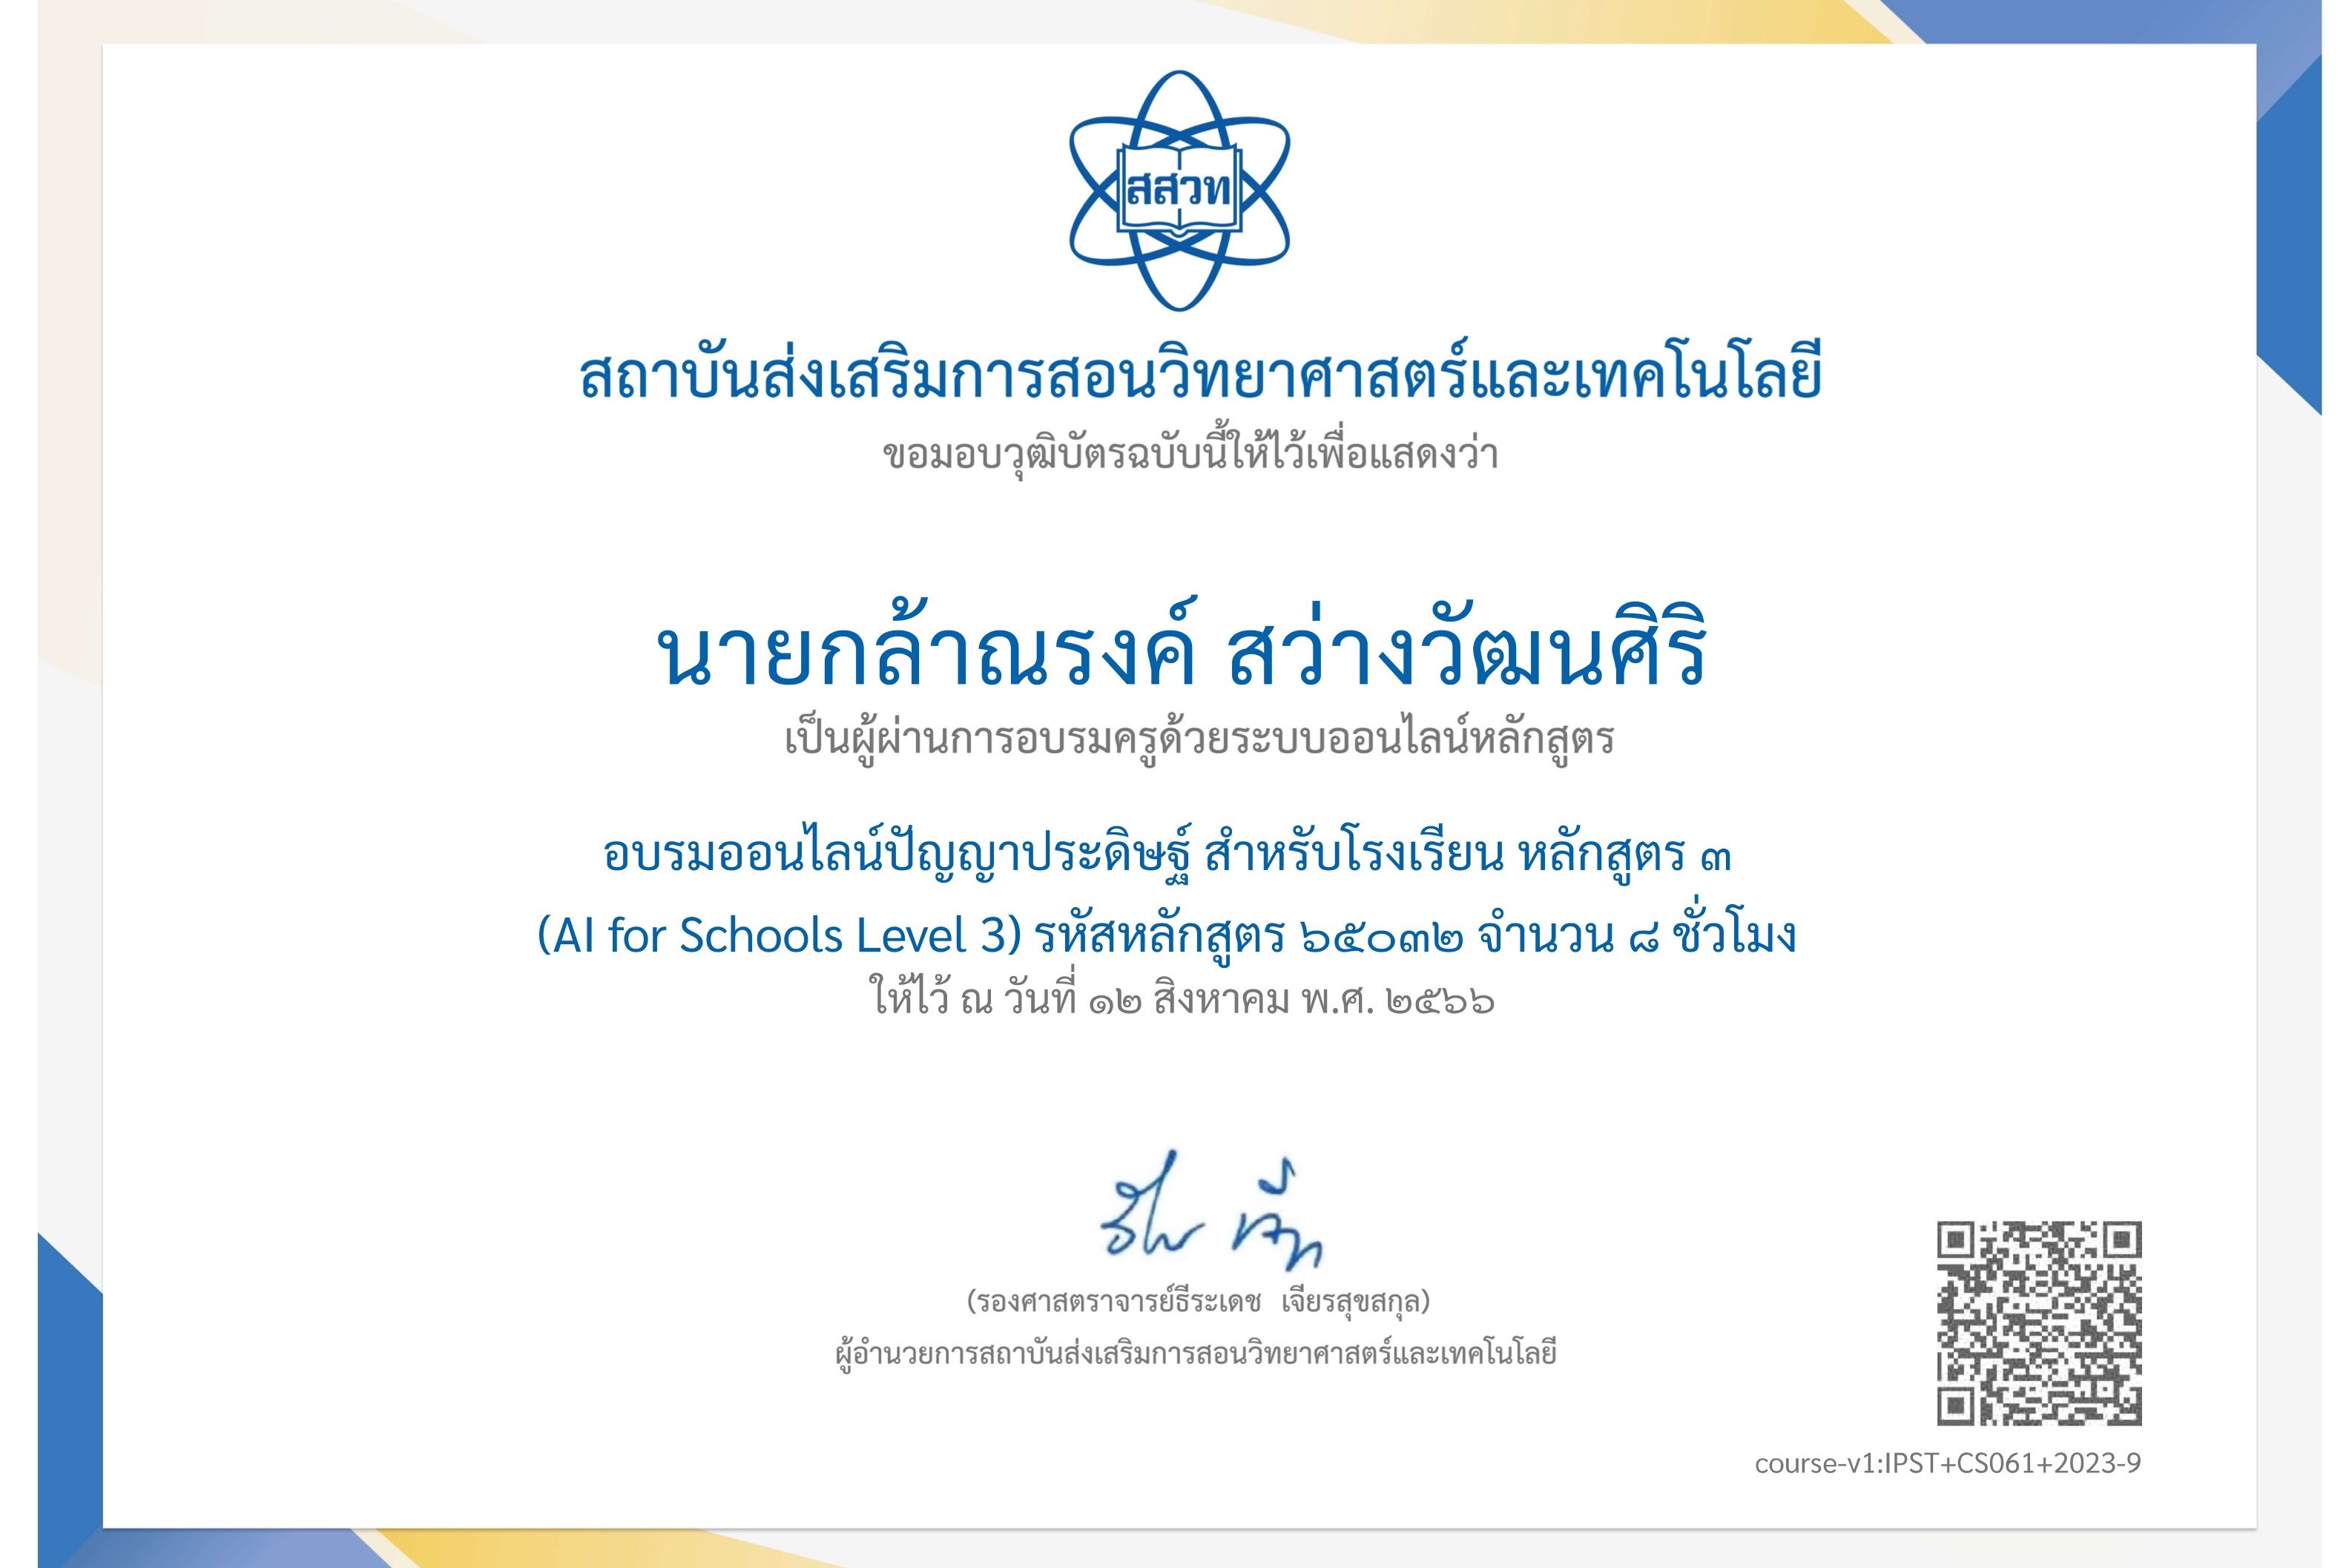 สสวท
สถาบันส่งเสริมการสอนวิทยาศาสตร์และเทคโนโลยี
ขอมอบวุฒิบัตรฉบับนี้ให้ไว้เพื่อแสดงว่า
นายกล้าณรงค์ สว่างวัฒนศิริ
เป็นผู้ผ่านการอบรมครูด้วยระบบออนไลน์หลักสูตร
อบรมออนไลน์ปัญญาประดิษฐ์ สำหรับโรงเรียน หลักสูตร ๓
(AI for Schools Level 3) รหัสหลักสูตร ๖๕๐๓๒ จำนวน ๘ ชั่วโมง
ให้ไว้ ณ วันที่ ๑๒ สิงหาคม พ.ศ. ๒๕๖๖
(รองศาสตราจารย์ธีระเดช เจียรสุขสกุล)
ผู้อำนวยการสถาบันส่งเสริมการสอนวิทยาศาสตร์และเทคโนโลยี
course-v1:IPST+CS061+2023-9